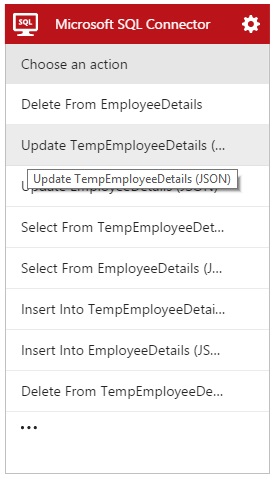 SQL Microsoft SQL Connector
Choose an action
Delete From EmployeeDetails
Update TempEmployeeDetails (...
Update TempEmployeeDetails (JSON)
Update EmployeeDetails (JSON)
Select From TempEmployeeDet...
Select From EmployeeDetails (J...
Insert Into TempEmployeeDetai...
Insert Into EmployeeDetails (JS...
Delete From TempEmployeeDe...
...